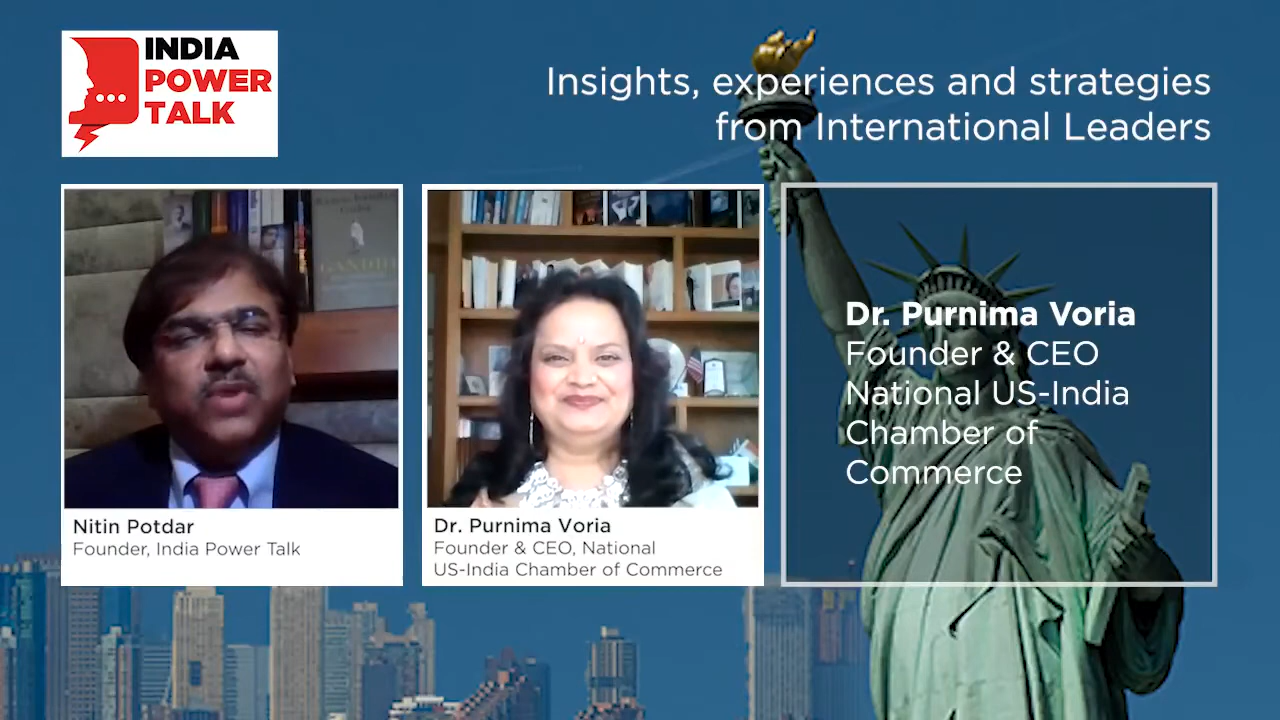 INDIA
POWER
TALK
Insights, experiences and strategies
from International Leaders
GANDHI
Nitin Potdar
Founder, India Power Talk
Dr. Purnima Voria
Founder & CEO, National
US-India Chamber of Commerce
Dr. Purnima Voria
Founder & CEO
National US-India
Chamber of
Commerce